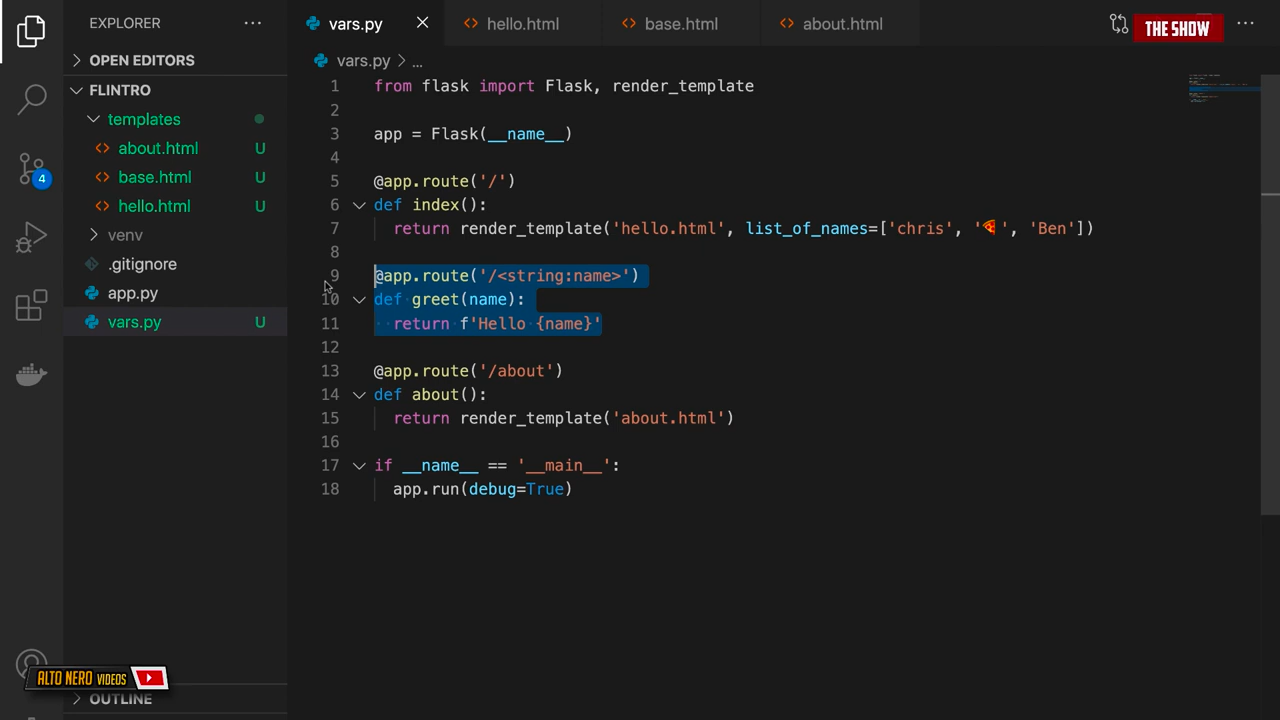 EXPLORER
OPEN EDITORS
FLINTRO
templates
about.html U
base.html U
hello.html U
venv
.gitignore
app.py
vars.py U
OUTLINE
4
ALTO NERO VIDEOS
vars.py
hello.html
base.html
about.html
THE SHOW
vars.py > ...
1 from flask import Flask, render_template
2
3 app = Flask(__name__)
4
5 @app.route('/')
6 def index():
7 return render_template('hello.html', list_of_names=['chris', '🍕', 'Ben'])
8
9 @app.route('/<string:name>')
10 def greet(name):
11 return f'Hello {name}'
12
13 @app.route('/about')
14 def about():
15 return render_template('about.html')
16
17 if __name__ == '__main__':
18 app.run(debug=True)